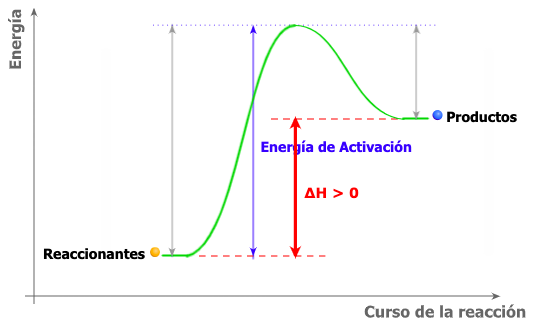 Energía
Productos
Energía de Activación
ΔH > 0
Reaccionantes
Curso de la reacción